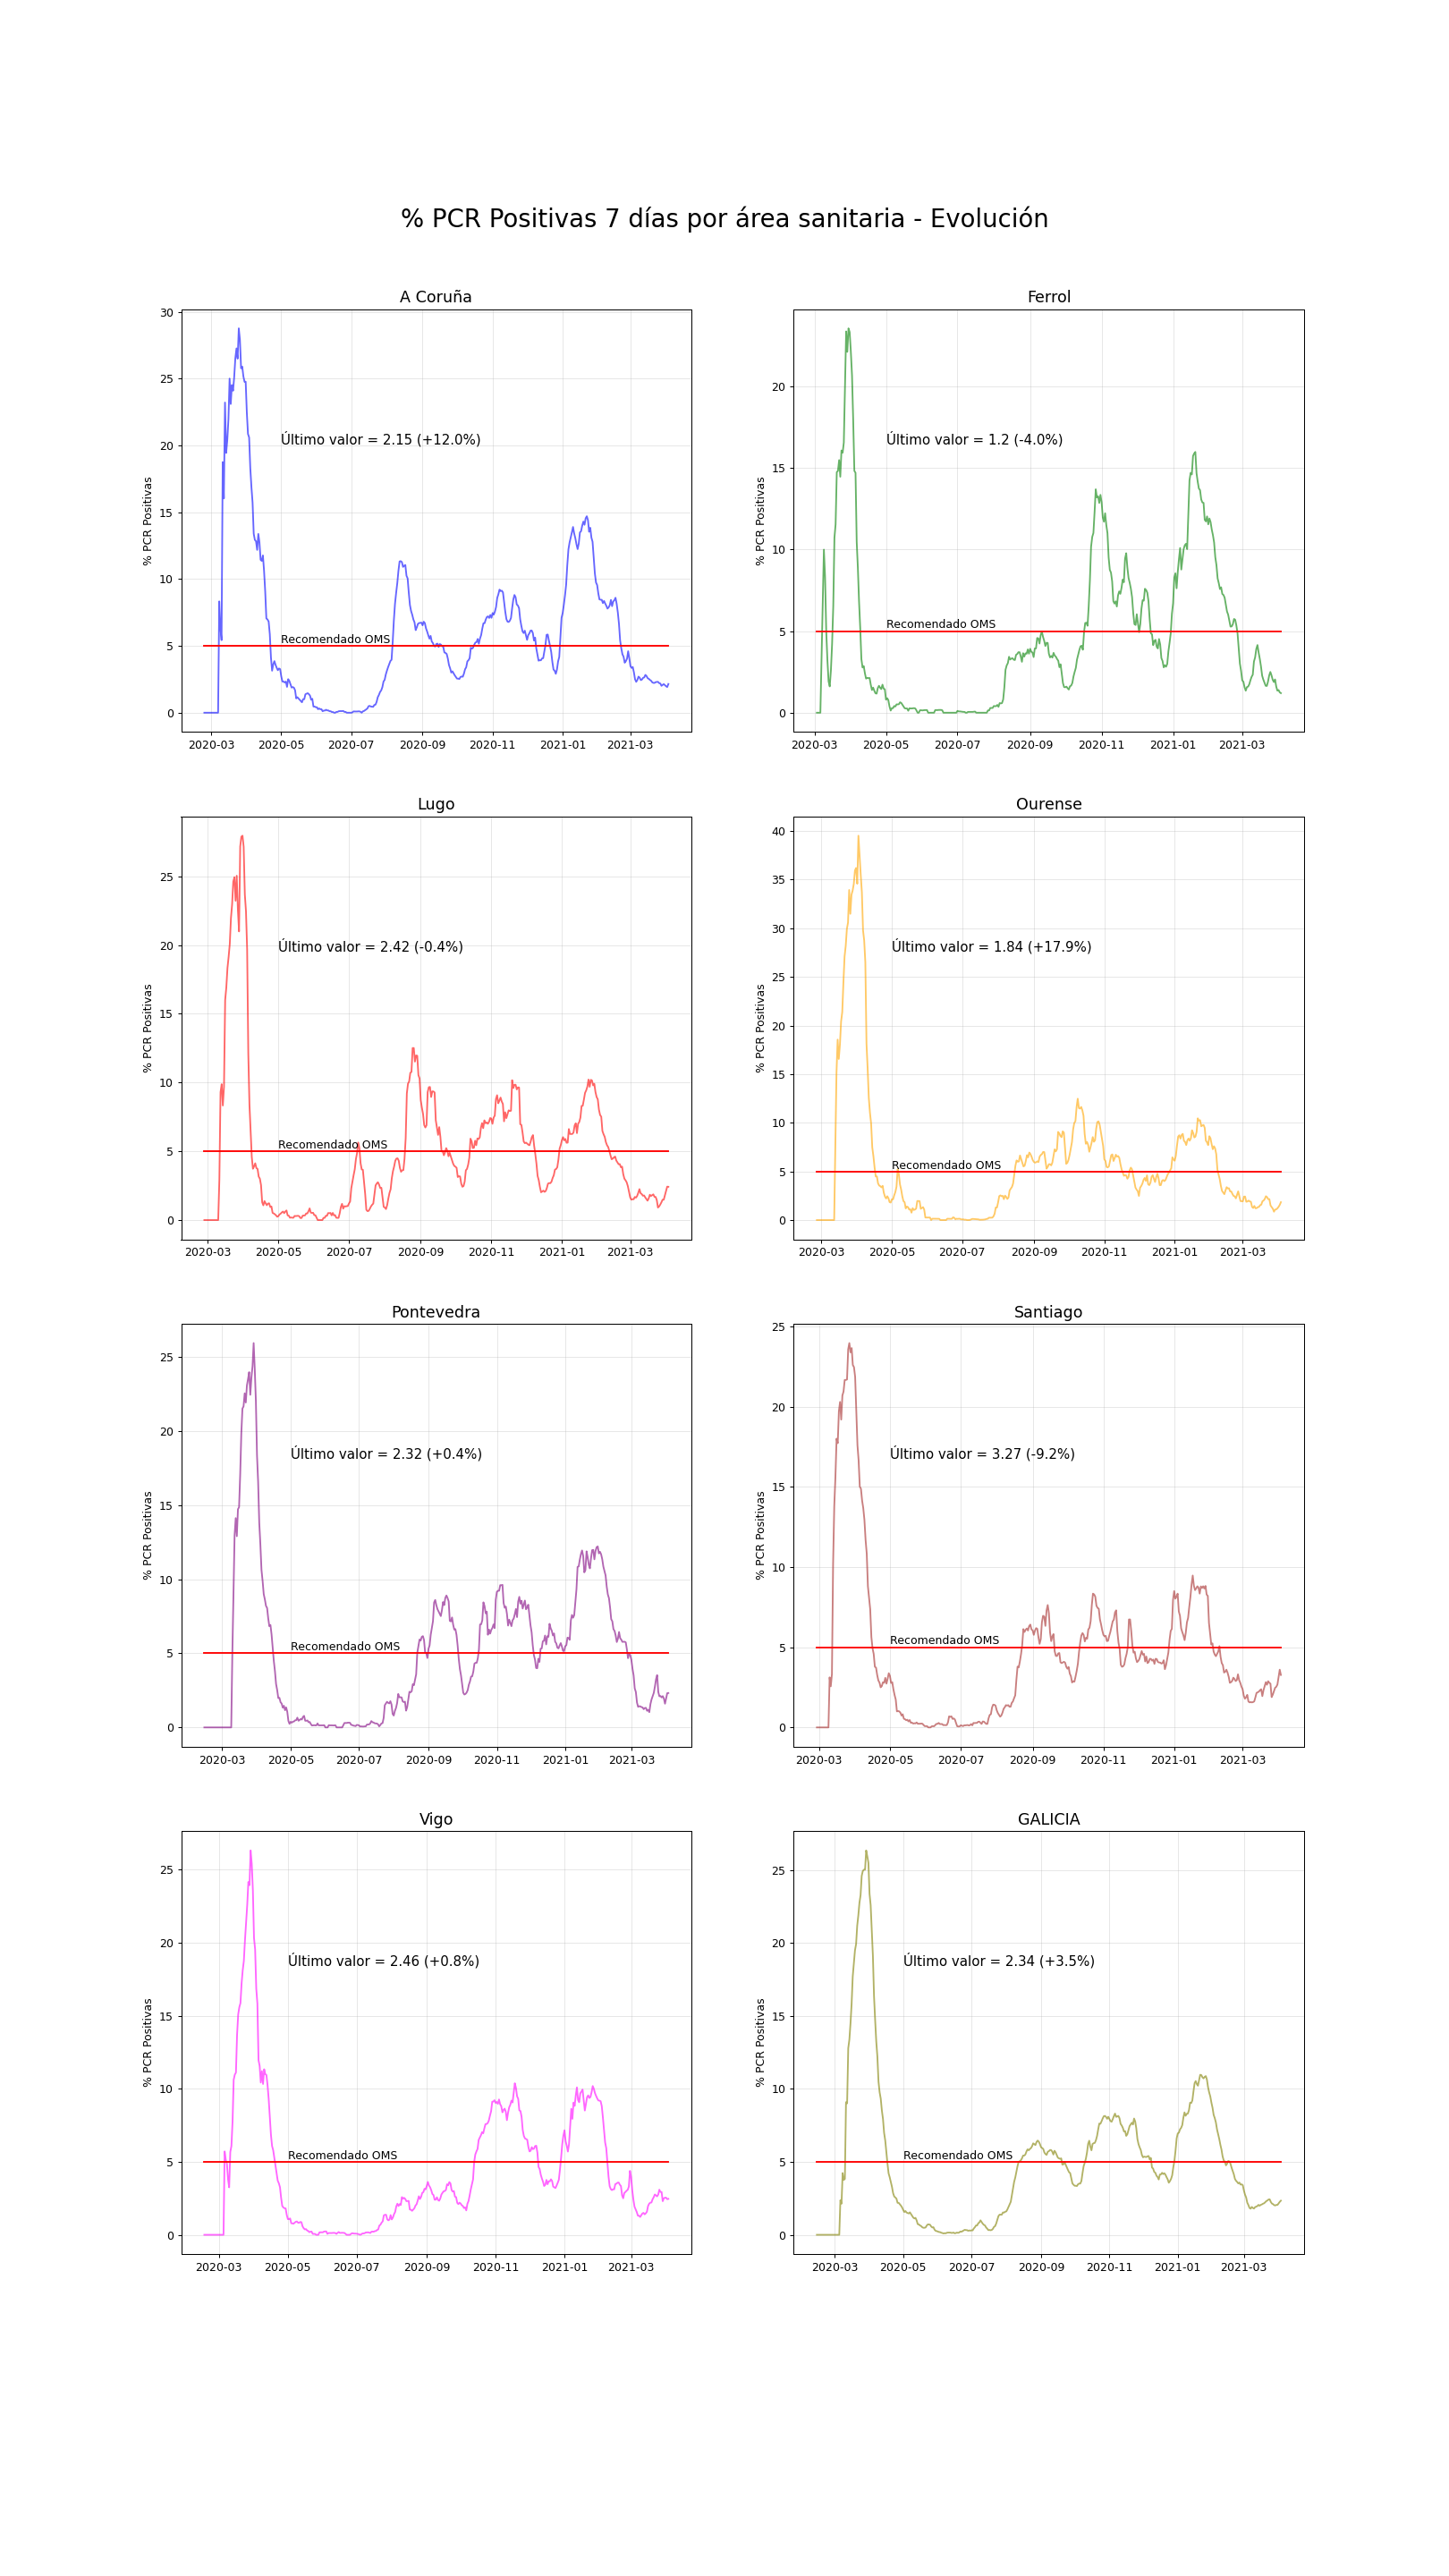 % PCR Positivas 7 días por área sanitaria - Evolución
A Coruña
% PCR Positivas
30
25
20
15
10
5
0
Último valor = 2.15 (+12.0%)
Recomendado OMS
2020-03 2020-05 2020-07 2020-09 2020-11 2021-01 2021-03
Ferrol
% PCR Positivas
20
15
10
5
0
Último valor = 1.2 (-4.0%)
Recomendado OMS
2020-03 2020-05 2020-07 2020-09 2020-11 2021-01 2021-03
Lugo
% PCR Positivas
25
20
15
10
5
0
Último valor = 2.42 (-0.4%)
Recomendado OMS
2020-03 2020-05 2020-07 2020-09 2020-11 2021-01 2021-03
Ourense
% PCR Positivas
40
35
30
25
20
15
10
5
0
Último valor = 1.84 (+17.9%)
Recomendado OMS
2020-03 2020-05 2020-07 2020-09 2020-11 2021-01 2021-03
Pontevedra
% PCR Positivas
25
20
15
10
5
0
Último valor = 2.32 (+0.4%)
Recomendado OMS
2020-03 2020-05 2020-07 2020-09 2020-11 2021-01 2021-03
Santiago
% PCR Positivas
25
20
15
10
5
0
Último valor = 3.27 (-9.2%)
Recomendado OMS
2020-03 2020-05 2020-07 2020-09 2020-11 2021-01 2021-03
Vigo
% PCR Positivas
25
20
15
10
5
0
Último valor = 2.46 (+0.8%)
Recomendado OMS
2020-03 2020-05 2020-07 2020-09 2020-11 2021-01 2021-03
GALICIA
% PCR Positivas
25
20
15
10
5
0
Último valor = 2.34 (+3.5%)
Recomendado OMS
2020-03 2020-05 2020-07 2020-09 2020-11 2021-01 2021-03